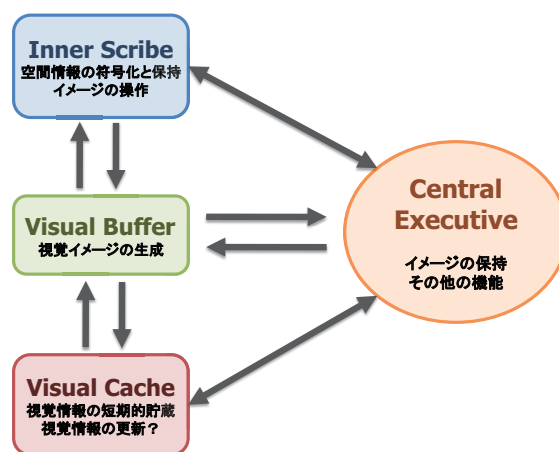 Inner Scribe
空間情報の符号化と保持
イメージの操作
Visual Buffer
視覚イメージの生成
Central
Executive
イメージの保持
その他の機能
Visual Cache
視覚情報の短期的貯蔵
視覚情報の更新？